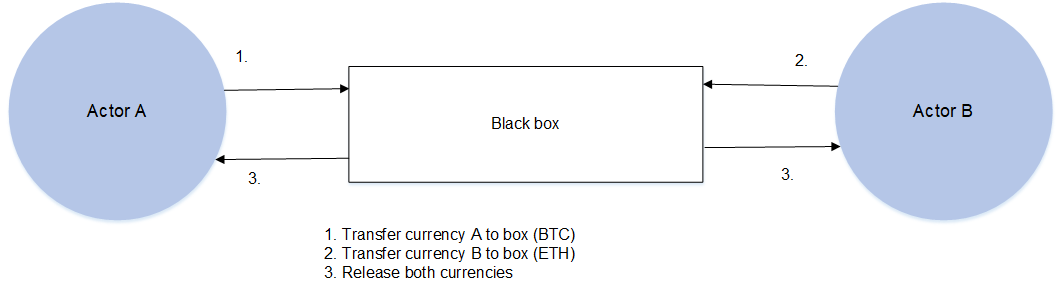 1.
2.
Actor A
Black box
Actor B
3.
3.
1. Transfer currency A to box (BTC)
2. Transfer currency B to box (ETH)
3. Release both currencies